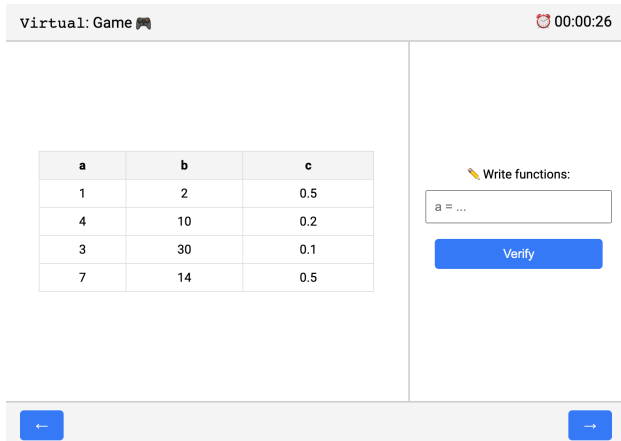 Virtual: Game 🎮
⏰ 00:00:26
a b c
1 2 0.5
4 10 0.2
3 30 0.1
7 14 0.5
✏️ Write functions:
a = ...
Verify
← →